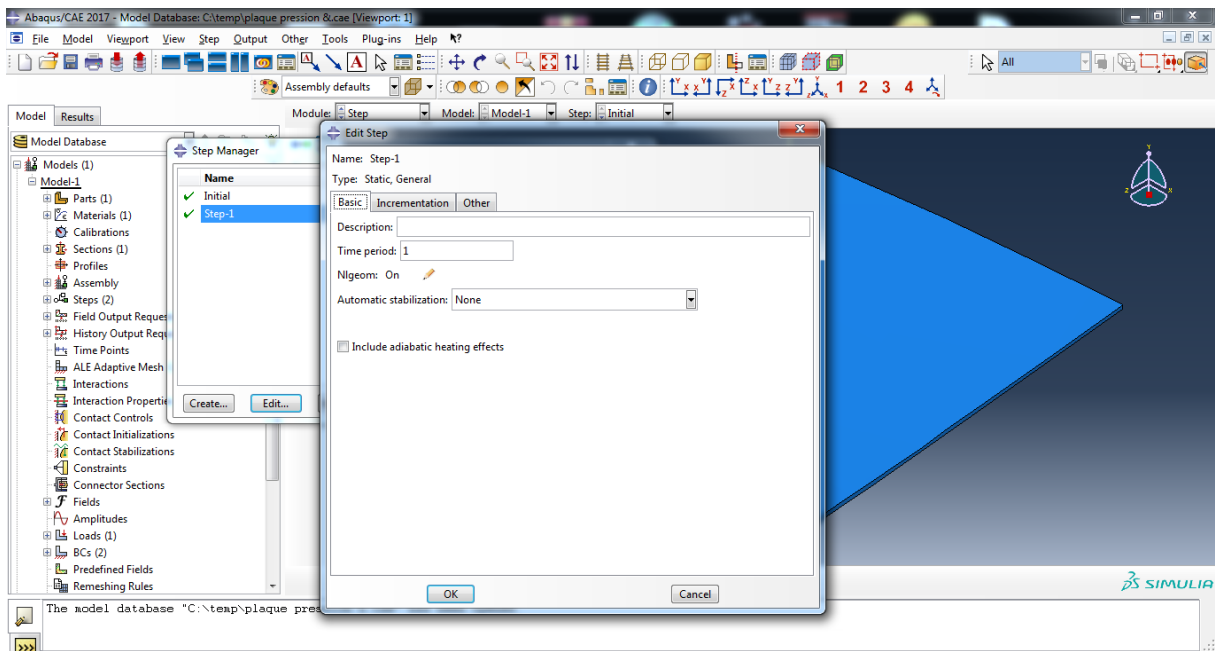 Abaqus/CAE 2017 - Model Database: C:\temp\plaque pression &.cae [Viewport: 1]
File Model Viewport View Step Output Other Tools Plug-ins Help
All
Assembly defaults
1 2 3 4
Model Results
Module: Step Model: Model-1 Step: Initial
Model Database
Models (1)
Model-1
Parts (1)
Materials (1)
Calibrations
Sections (1)
Profiles
Assembly
Steps (2)
Field Output Reques
History Output Requ
Time Points
ALE Adaptive Mesh
Interactions
Interaction Propertie
Contact Controls
Contact Initializations
Contact Stabilizations
Constraints
Connector Sections
Fields
Amplitudes
Loads (1)
BCs (2)
Predefined Fields
Remeshing Rules
Step Manager
Name
Initial
Step-1
Create... Edit...
Edit Step
Name: Step-1
Type: Static, General
Basic Incrementation Other
Description:
Time period: 1
Nlgeom: On
Automatic stabilization: None
Include adiabatic heating effects
OK Cancel
Y
Z X
SIMULIA
The model database "C:\temp\plaque pres
>>>